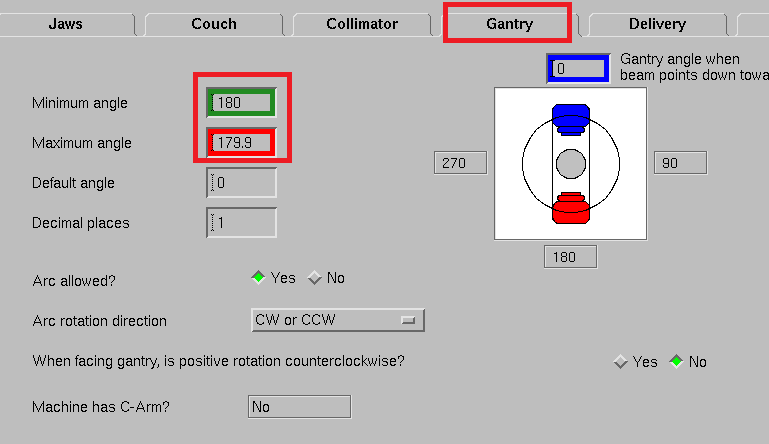 Jaws Couch Collimator Gantry Delivery
0 Gantry angle when
beam points down towa
Minimum angle 180
Maximum angle 179.9
270 90
Default angle 0
Decimal places 1
180
Arc allowed? Yes No
Arc rotation direction CW or CCW
When facing gantry, is positive rotation counterclockwise? Yes No
Machine has C-Arm? No